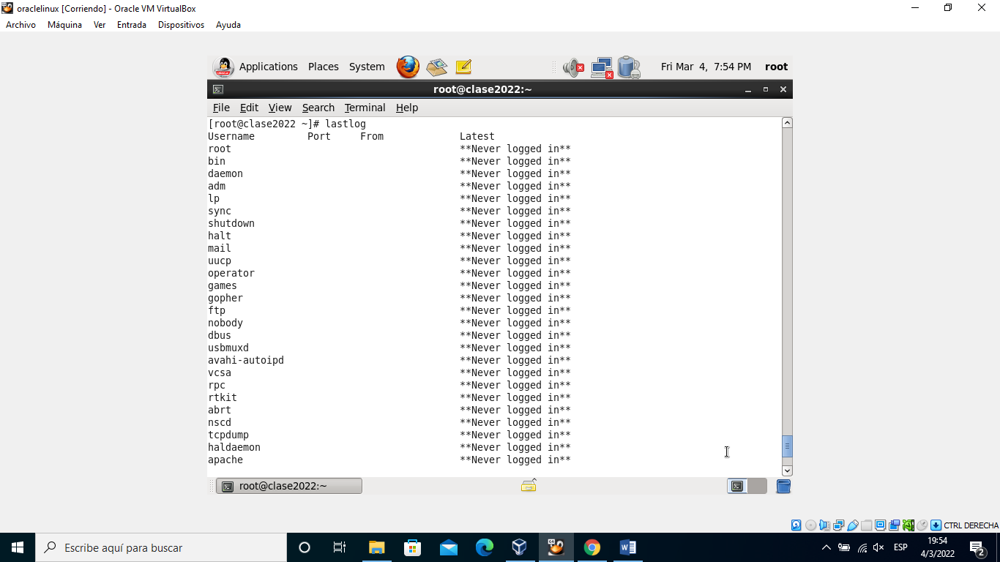 oraclelinux [Corriendo] - Oracle VM VirtualBox
Archivo Máquina Ver Entrada Dispositivos Ayuda
Applications Places System Fri Mar 4, 7:54 PM root
root@clase2022:~
File Edit View Search Terminal Help
[root@clase2022 ~]# lastlog
Username Port From Latest
root **Never logged in**
bin **Never logged in**
daemon **Never logged in**
adm **Never logged in**
lp **Never logged in**
sync **Never logged in**
shutdown **Never logged in**
halt **Never logged in**
mail **Never logged in**
uucp **Never logged in**
operator **Never logged in**
games **Never logged in**
gopher **Never logged in**
ftp **Never logged in**
nobody **Never logged in**
dbus **Never logged in**
usbmuxd **Never logged in**
avahi-autoipd **Never logged in**
vcsa **Never logged in**
rpc **Never logged in**
rtkit **Never logged in**
abrt **Never logged in**
nscd **Never logged in**
tcpdump **Never logged in**
haldaemon **Never logged in**
apache **Never logged in**
root@clase2022:~
CTRL DERECHA
Escribe aquí para buscar
ESP
19:54
4/3/2022
2